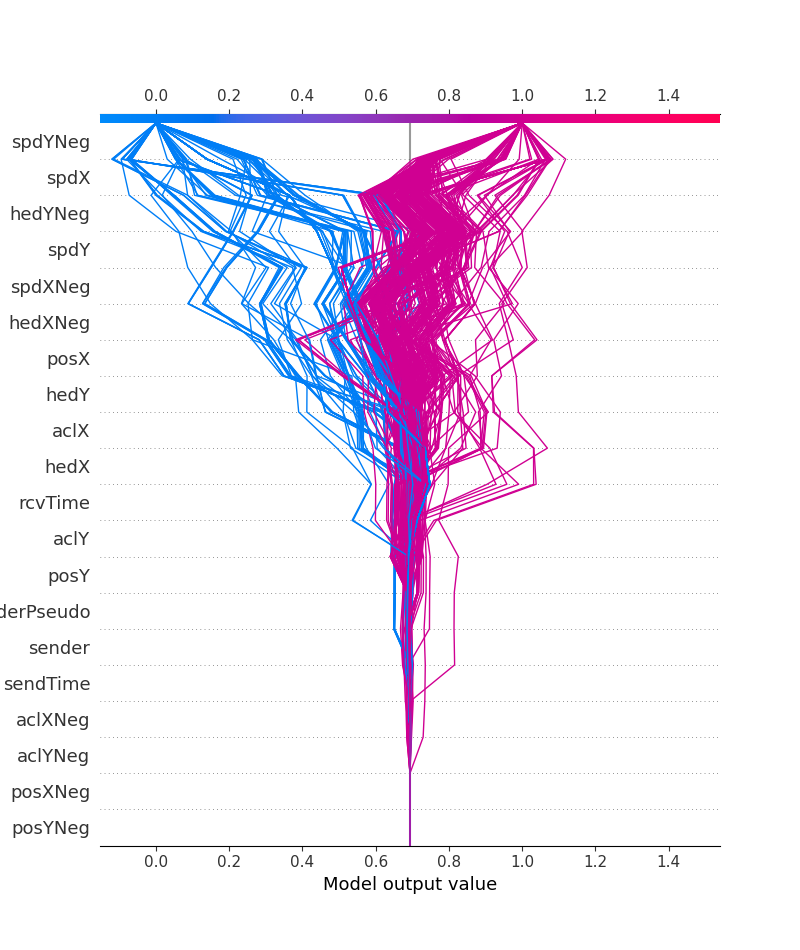 0.0 0.2 0.4 0.6 0.8 1.0 1.2 1.4
spdYNeg
spdX
hedYNeg
spdY
spdXNeg
hedXNeg
posX
hedY
aclX
hedX
rcvTime
aclY
posY
derPseudo
sender
sendTime
aclXNeg
aclYNeg
posXNeg
posYNeg
0.0 0.2 0.4 0.6 0.8 1.0 1.2 1.4
Model output value